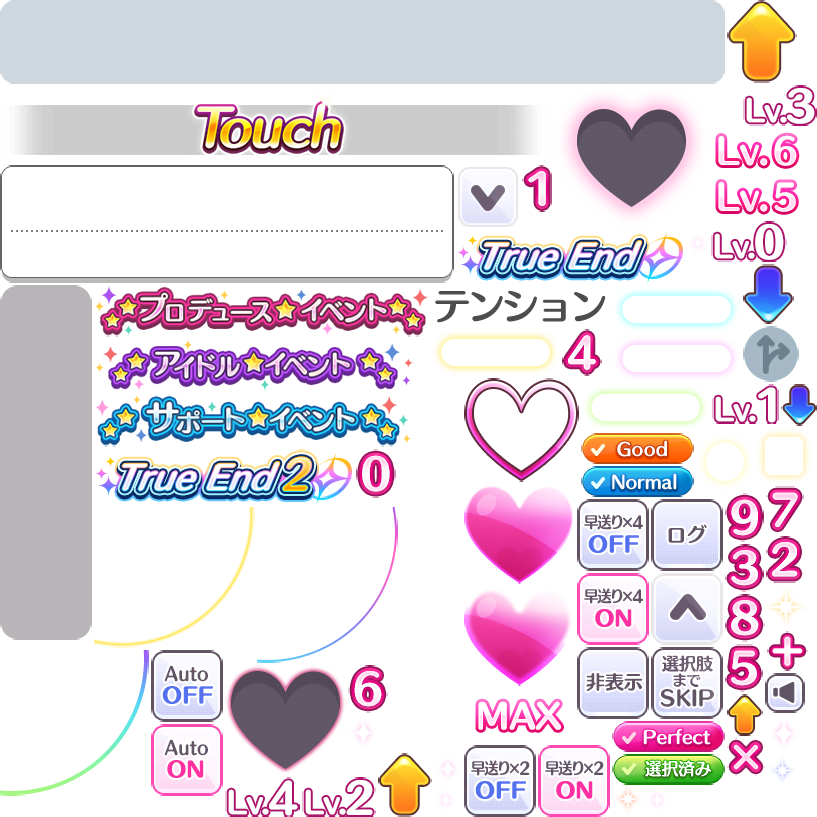 Touch
Lv.3
Lv.6
Lv.5
1
Lv.0
True End
プロデュース★イベント
テンション
アイドル★イベント
4
サポート★イベント
Lv.1
Good
Normal
True End 2
0
早送り×4
OFF
ログ
9
7
早送り×4
ON
3
2
8
非表示
選択肢
まで
SKIP
5
+
Auto
OFF
6
MAX
Perfect
×
Auto
ON
早送り×2
OFF
早送り×2
ON
選択済み
Lv.4
Lv.2